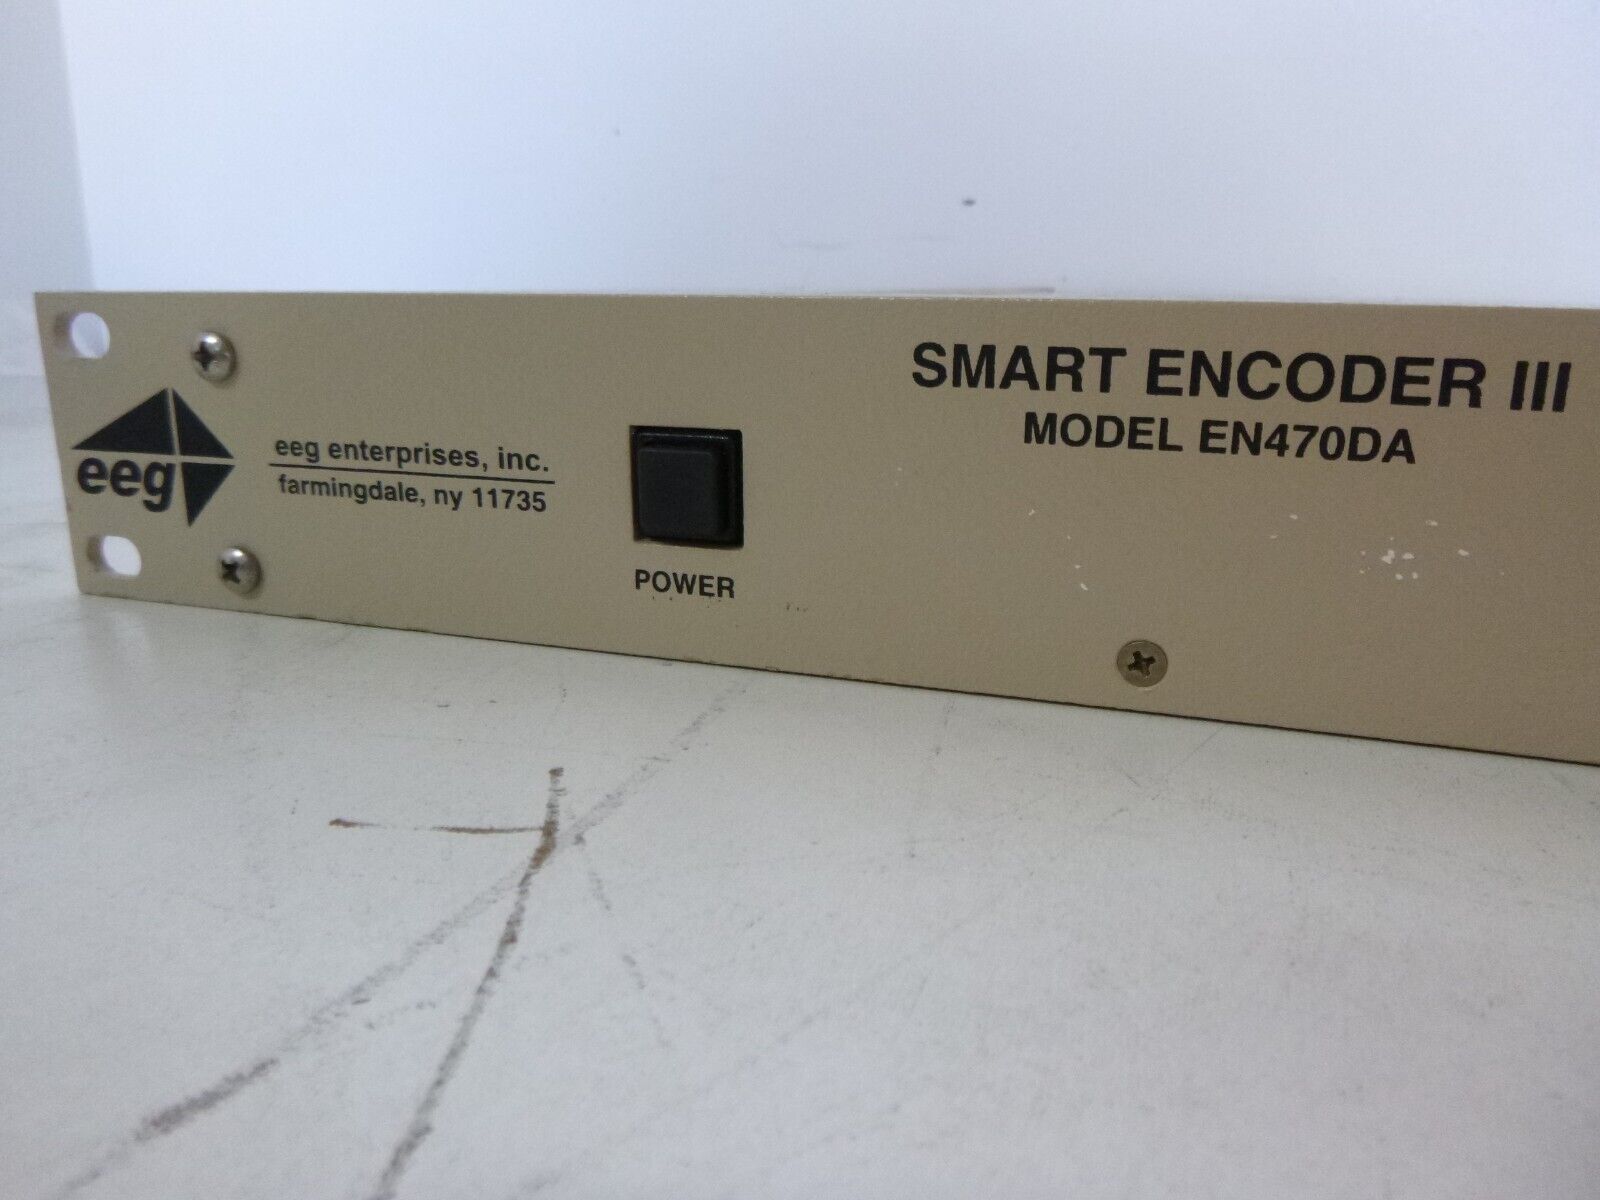 eeg
eeg enterprises, inc.
farmingdale, ny 11735
POWER
SMART ENCODER III
MODEL EN470DA